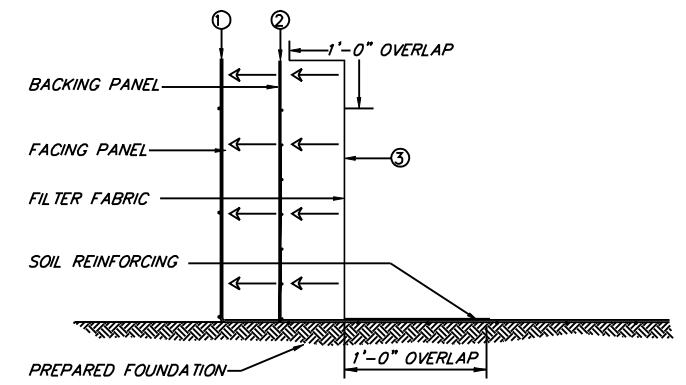 1
2
1'-0" OVERLAP
BACKING PANEL
FACING PANEL
3
FILTER FABRIC
SOIL REINFORCING
1'-0" OVERLAP
PREPARED FOUNDATION